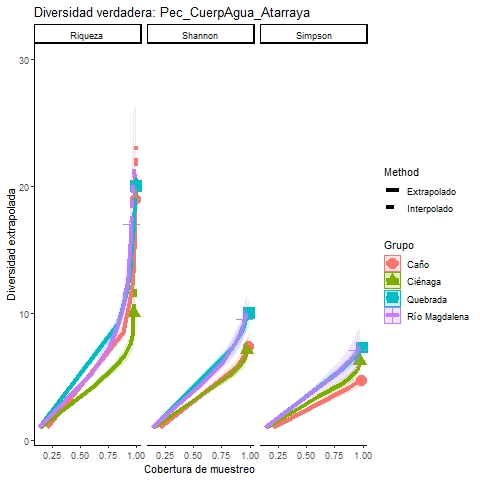 Diversidad verdadera: Pec_CuerpAgua_Atarraya
Riqueza
Shannon
Simpson
Diversidad extrapolada
30
20
10
0
0.25 0.50 0.75 1.00
0.25 0.50 0.75 1.00
0.25 0.50 0.75 1.00
Cobertura de muestreo
Method
Extrapolado
Interpolado
Grupo
Caño
Ciénaga
Quebrada
Río Magdalena